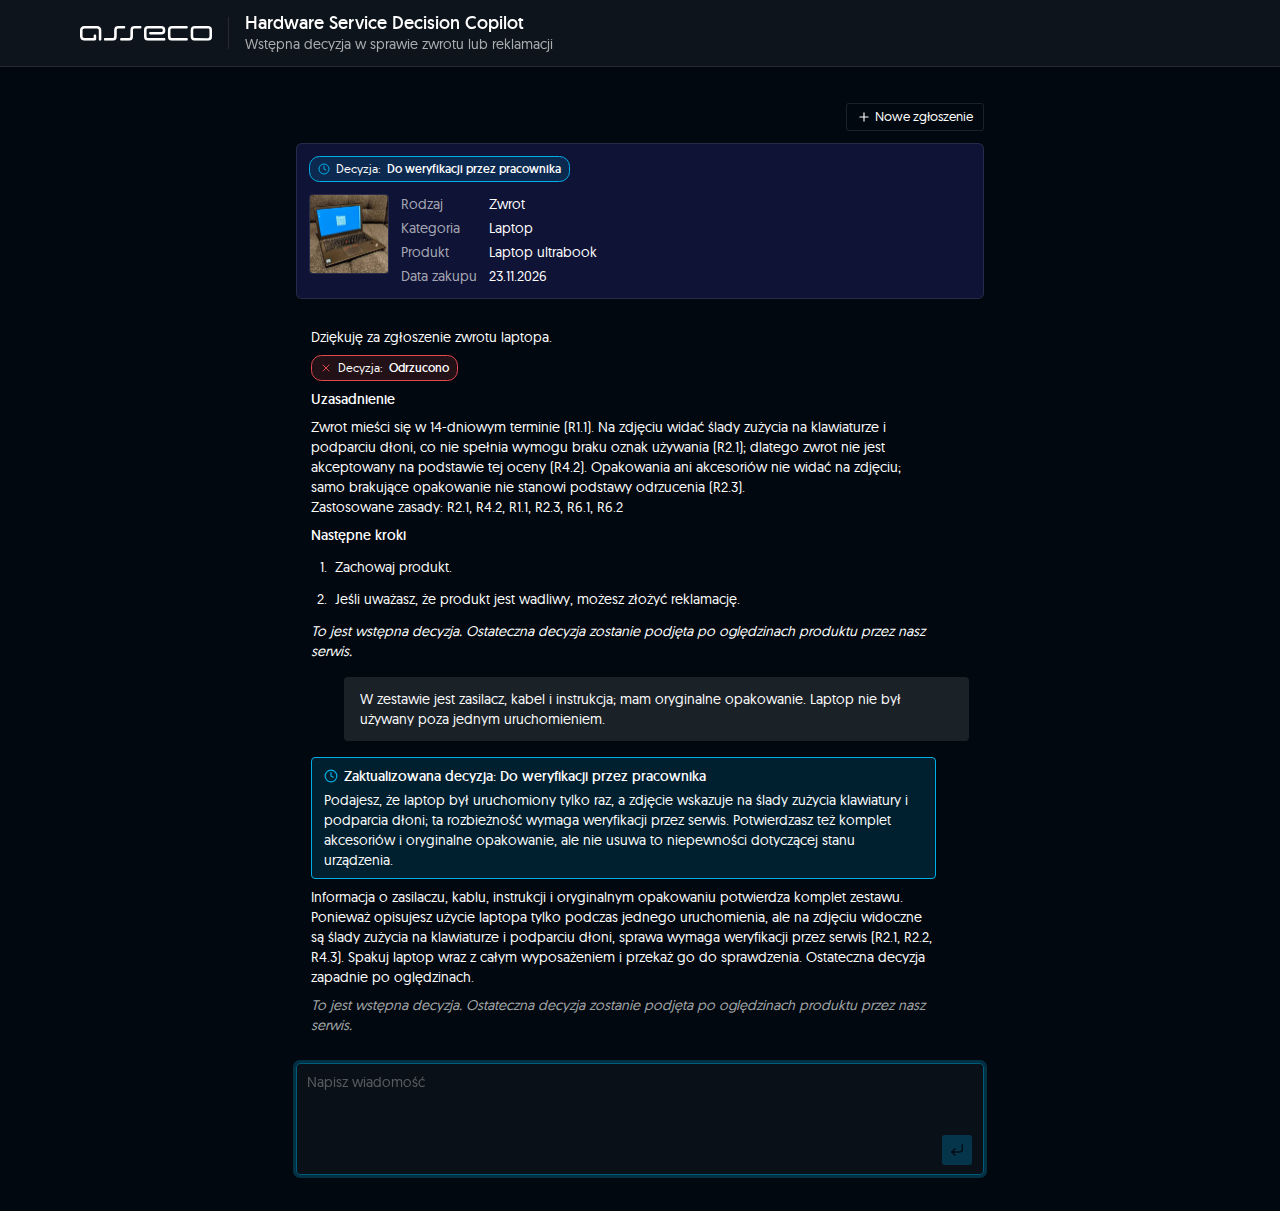 asseco
Hardware Service Decision Copilot
Wstępna decyzja w sprawie zwrotu lub reklamacji
Nowe zgłoszenie
Decyzja: Do weryfikacji przez pracownika
Rodzaj Zwrot
Kategoria Laptop
Produkt Laptop ultrabook
Data zakupu 23.11.2026
Dziękuję za zgłoszenie zwrotu laptopa.
Decyzja: Odrzucono
Uzasadnienie
Zwrot mieści się w 14-dniowym terminie (R1.1). Na zdjęciu widać ślady zużycia na klawiaturze i
podparciu dłoni, co nie spełnia wymogu braku oznak używania (R2.1); dlatego zwrot nie jest
akceptowany na podstawie tej oceny (R4.2). Opakowania ani akcesoriów nie widać na zdjęciu;
samo brakujące opakowanie nie stanowi podstawy odrzucenia (R2.3).
Zastosowane zasady: R2.1, R4.2, R1.1, R2.3, R6.1, R6.2
Następne kroki
1. Zachowaj produkt.
2. Jeśli uważasz, że produkt jest wadliwy, możesz złożyć reklamację.
To jest wstępna decyzja. Ostateczna decyzja zostanie podjęta po oględzinach produktu przez nasz
serwis.
W zestawie jest zasilacz, kabel i instrukcja; mam oryginalne opakowanie. Laptop nie był
używany poza jednym uruchomieniem.
Zaktualizowana decyzja: Do weryfikacji przez pracownika
Podajesz, że laptop był uruchomiony tylko raz, a zdjęcie wskazuje na ślady zużycia klawiatury i
podparcia dłoni; ta rozbieżność wymaga weryfikacji przez serwis. Potwierdzasz też komplet
akcesoriów i oryginalne opakowanie, ale nie usuwa to niepewności dotyczącej stanu
urządzenia.
Informacja o zasilaczu, kablu, instrukcji i oryginalnym opakowaniu potwierdza komplet zestawu.
Ponieważ opisujesz użycie laptopa tylko podczas jednego uruchomienia, ale na zdjęciu widoczne
są ślady zużycia na klawiaturze i podparciu dłoni, sprawa wymaga weryfikacji przez serwis (R2.1, R2.2,
R4.3). Spakuj laptop wraz z całym wyposażeniem i przekaż go do sprawdzenia. Ostateczna decyzja
zapadnie po oględzinach.
To jest wstępna decyzja. Ostateczna decyzja zostanie podjęta po oględzinach produktu przez nasz
serwis.
Napisz wiadomość